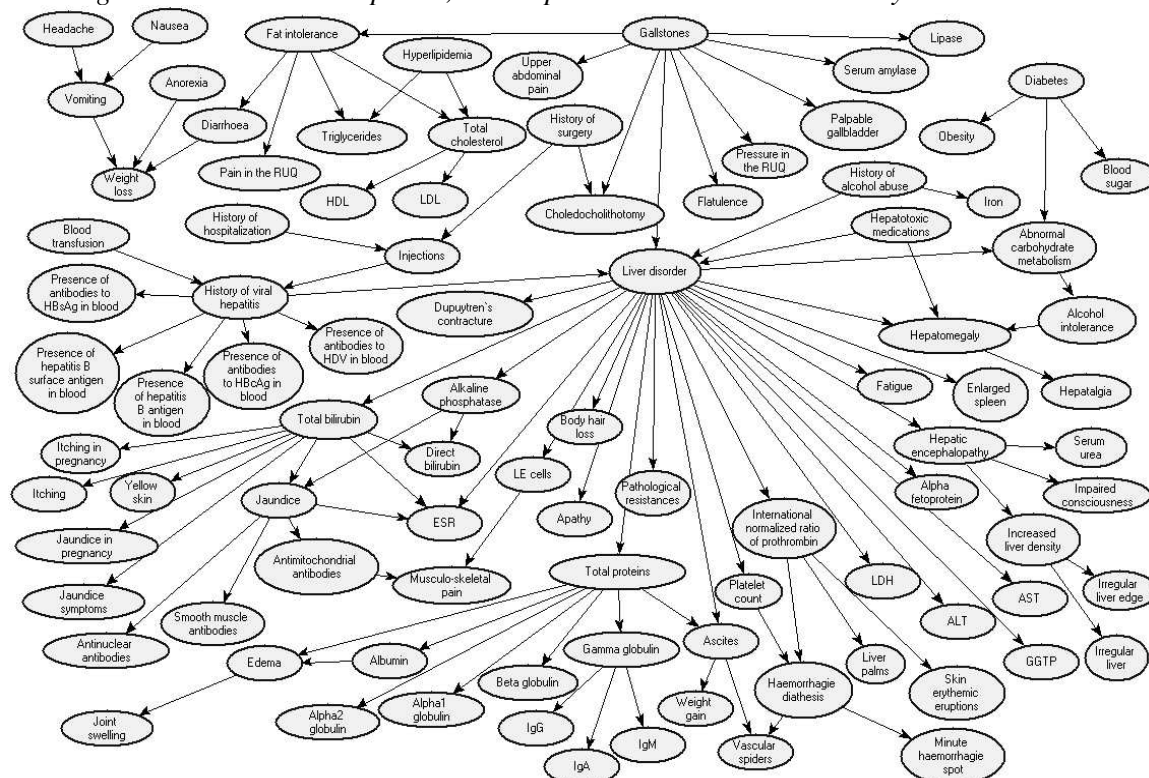 Headache
Nausea
Fat intolerance
Gallstones
Lipase
Hyperlipidemia
Upper
abdominal
pain
Serum amylase
Diabetes
Vomiting
Anorexia
Diarrhoea
Triglycerides
Total
cholesterol
History of
surgery
Palpable
gallbladder
Obesity
Pain in the RUQ
Pressure in
the RUQ
Blood
sugar
Weight
loss
HDL
LDL
Choledocholithotomy
Flatulence
History of
alcohol abuse
Iron
History of
hospitalization
Hepatotoxic
medications
Blood
transfusion
Injections
Abnormal
carbohydrate
metabolism
Liver disorder
Presence of
antibodies to
HBsAg in blood
History of viral
hepatitis
Dupuytren`s
contracture
Alcohol
intolerance
Presence of
antibodies to
HDV in blood
Hepatomegaly
Presence of
hepatitis B
surface antigen
in blood
Presence
of hepatitis
B antigen
in blood
Presence of
antibodies
to HBcAg in
blood
Alkaline
phosphatase
Fatigue
Enlarged
spleen
Hepatalgia
Total bilirubin
Body hair
loss
Itching in
pregnancy
Direct
bilirubin
Hepatic
encephalopathy
Serum
urea
Itching
Yellow
skin
Jaundice
LE cells
Pathological
resistances
Alpha
fetoprotein
Impaired
consciousness
ESR
Apathy
International
normalized ratio
of prothrombin
Increased
liver density
Jaundice in
pregnancy
Antimitochondrial
antibodies
Musculo-skeletal
pain
Total proteins
Platelet
count
LDH
Irregular
liver edge
Jaundice
symptoms
Smooth muscle
antibodies
AST
ALT
Antinuclear
antibodies
Edema
Albumin
Gamma globulin
Ascites
Liver
palms
GGTP
Irregular
liver
Beta globulin
Haemorrhagie
diathesis
Skin
erythemic
eruptions
Alpha2
globulin
Alpha1
globulin
Weight
gain
Joint
swelling
IgG
IgM
IgA
Vascular
spiders
Minute
haemorrhagie
spot